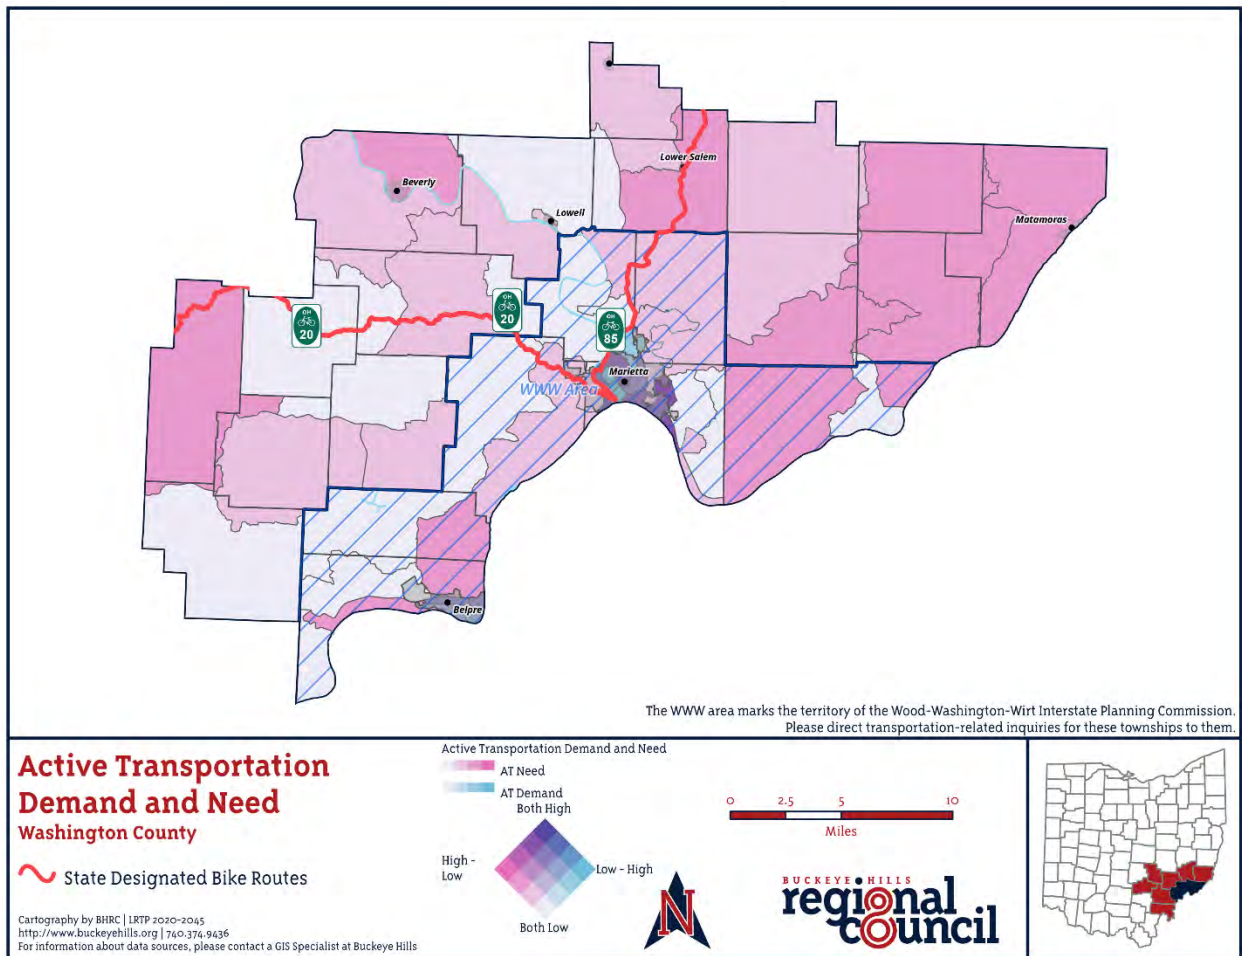 Lower Salem
Beverly
Lowell
Matamoras
OH
20
OH
20
OH
85
Marietta
WWW Area
Belpre
The WWW area marks the territory of the Wood-Washington-Wirt Interstate Planning Commission.
Please direct transportation-related inquiries for these townships to them.
Active Transportation
Demand and Need
Washington County
State Designated Bike Routes
Cartography by BHRC | LRTP 2020-2045
http://www.buckeyehills.org | 740.374.9436
For information about data sources, please contact a GIS Specialist at Buckeye Hills
Active Transportation Demand and Need
AT Need
AT Demand
Both High
High -
Low
Low - High
Both Low
0 2.5 5 10
Miles
N
BUCKEYE HILLS
regional
council